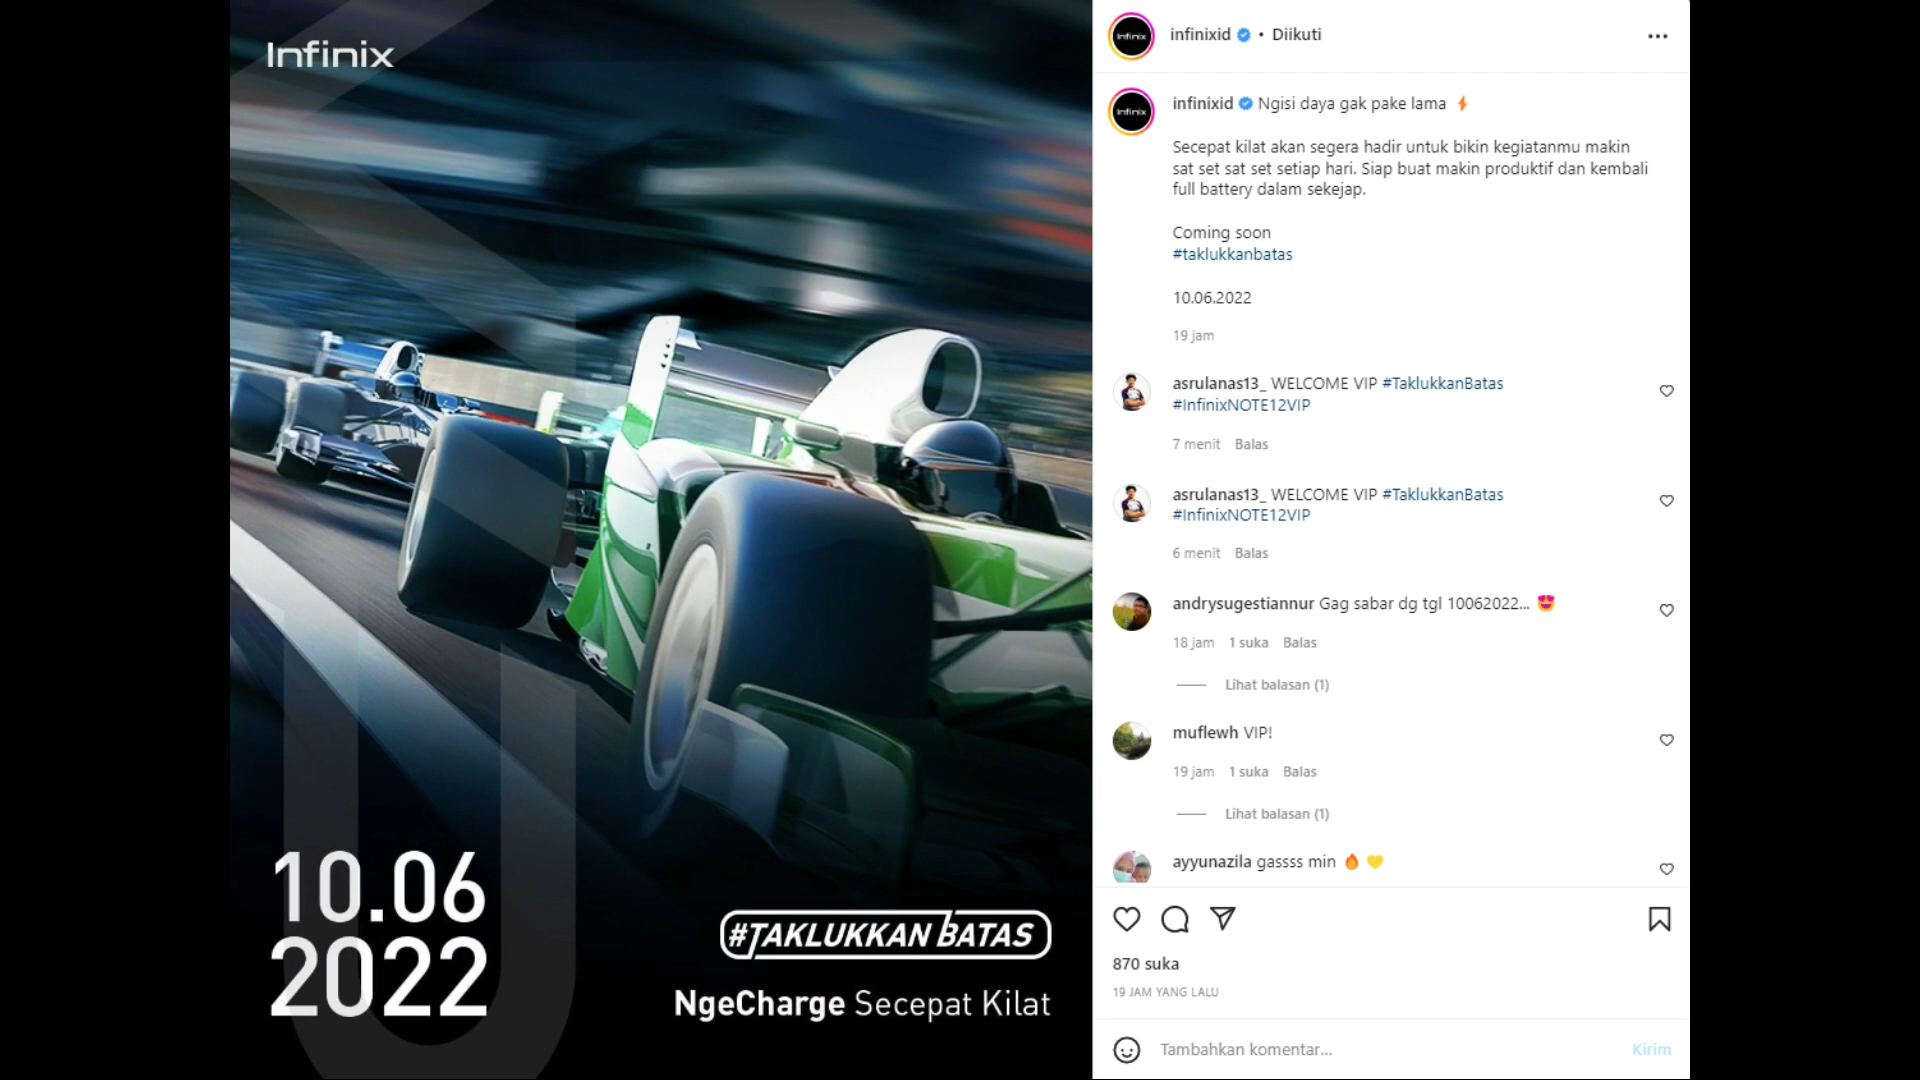 Infinix
10.06
2022
#TAKLUKKAN BATAS
NgeCharge Secepat Kilat
Infinix
infinixid • Diikuti
Infinix
infinixid Ngisi daya gak pake lama
Secepat kilat akan segera hadir untuk bikin kegiatanmu makin
sat set sat set setiap hari. Siap buat makin produktif dan kembali
full battery dalam sekejap.
Coming soon
#taklukkanbatas
10.06.2022
19 jam
asrulanas13_ WELCOME VIP #TaklukkanBatas
#InfinixNOTE12VIP
7 menit Balas
asrulanas13_ WELCOME VIP #TaklukkanBatas
#InfinixNOTE12VIP
6 menit Balas
andrysugestiannur Gag sabar dg tgl 10062022... 😍
18 jam 1 suka Balas
Lihat balasan (1)
muflewh VIP!
19 jam 1 suka Balas
Lihat balasan (1)
ayyunazila gassss min 🔥 💛
870 suka
19 JAM YANG LALU
Tambahkan komentar...
Kirim